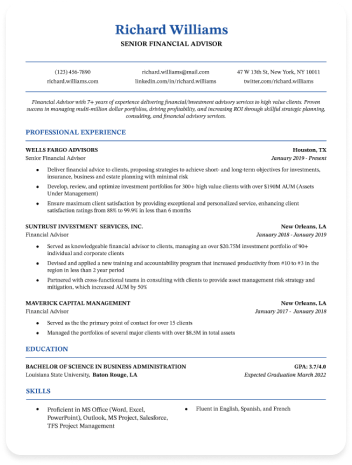 Richard Williams
SENIOR FINANCIAL ADVISOR
(123) 456-7890
richard.williams@mail.com
47 W 13th St, New York, NY 10011
richardwilliams.com
linkedin.com/in/richard.williams
twitter.com/richardwilliams
Financial Advisor with 7+ years of experience delivering financial/investment advisory services to high value clients. Proven
success in managing multi-million dollar portfolios, driving profitability, and increasing ROI through skillful strategic planning,
consulting, and financial advisory services.
PROFESSIONAL EXPERIENCE
WELLS FARGO ADVISORS Houston, TX
Senior Financial Advisor January 2019 - Present
• Deliver financial advice to clients, proposing strategies to achieve short- and long-term objectives for investments,
insurance, business and estate planning with minimal risk
• Develop, review, and optimize investment portfolios for 300+ high value clients with over $190M AUM (Assets
Under Management)
• Ensure maximum client satisfaction by providing exceptional and personalized service, enhancing client
satisfaction ratings from 88% to 99.9% in less than 6 months
SUNTRUST INVESTMENT SERVICES, INC. New Orleans, LA
Financial Advisor January 2018 - January 2019
• Served as knowledgeable financial advisor to clients, managing an over $20.75M investment portfolio of 90+
individual and corporate clients
• Devised and applied a new training and accountability program that increased productivity from #10 to #3 in the
region in less than 2 year period
• Partnered with cross-functional teams in consulting with clients to provide asset management risk strategy and
mitigation, which increased AUM by 50%
MAVERICK CAPITAL MANAGEMENT New Orleans, LA
Financial Advisor January 2017 - January 2018
• Served as the the primary point of contact for over 15 clients
• Managed the portfolios of several major clients with over $8.5M in total assets
EDUCATION
BACHELOR OF SCIENCE IN BUSINESS ADMINISTRATION GPA: 3.7/4.0
Louisiana State University, Baton Rouge, LA Expected Graduation March 2022
SKILLS
• Proficient in MS Office (Word, Excel,
PowerPoint), Outlook, MS Project, Salesforce,
TFS Project Management
• Fluent in English, Spanish, and French